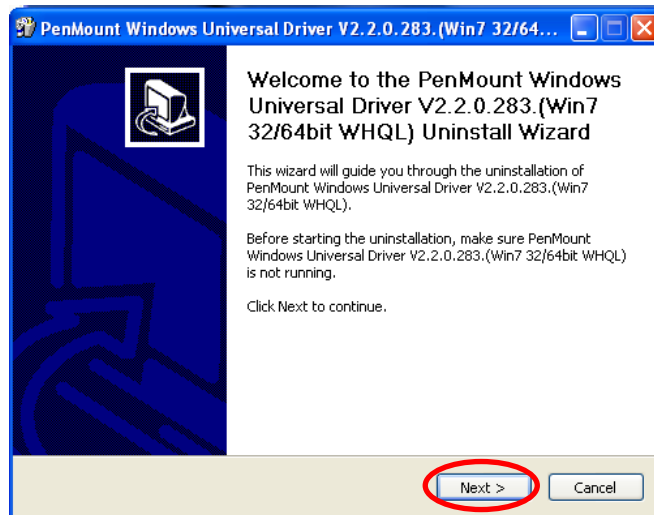 PenMount Windows Universal Driver V2.2.0.283.(Win7 32/64...
Welcome to the PenMount Windows
Universal Driver V2.2.0.283.(Win7
32/64bit WHQL) Uninstall Wizard
This wizard will guide you through the uninstallation of
PenMount Windows Universal Driver V2.2.0.283.(Win7
32/64bit WHQL).
Before starting the uninstallation, make sure PenMount
Windows Universal Driver V2.2.0.283.(Win7 32/64bit WHQL)
is not running.
Click Next to continue.
Next >
Cancel